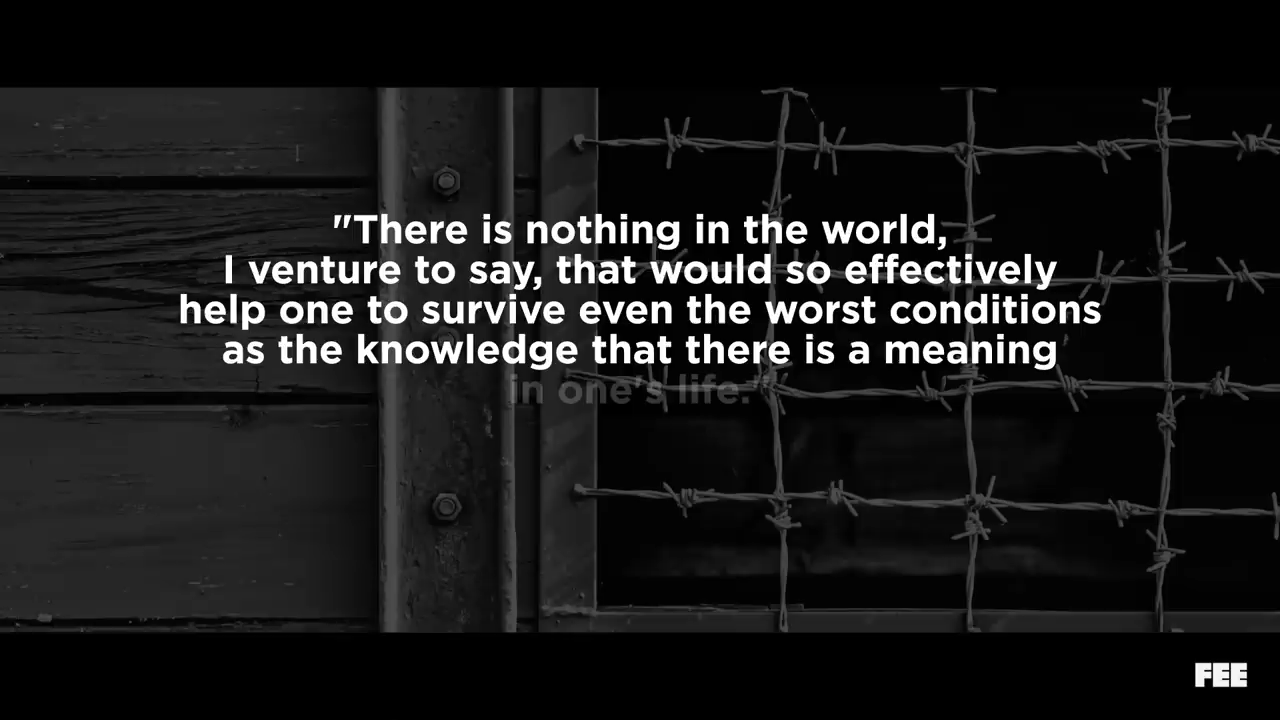 "There is nothing in the world,
I venture to say, that would so effectively
help one to survive even the worst conditions
as the knowledge that there is a meaning
in one's life."
FEE